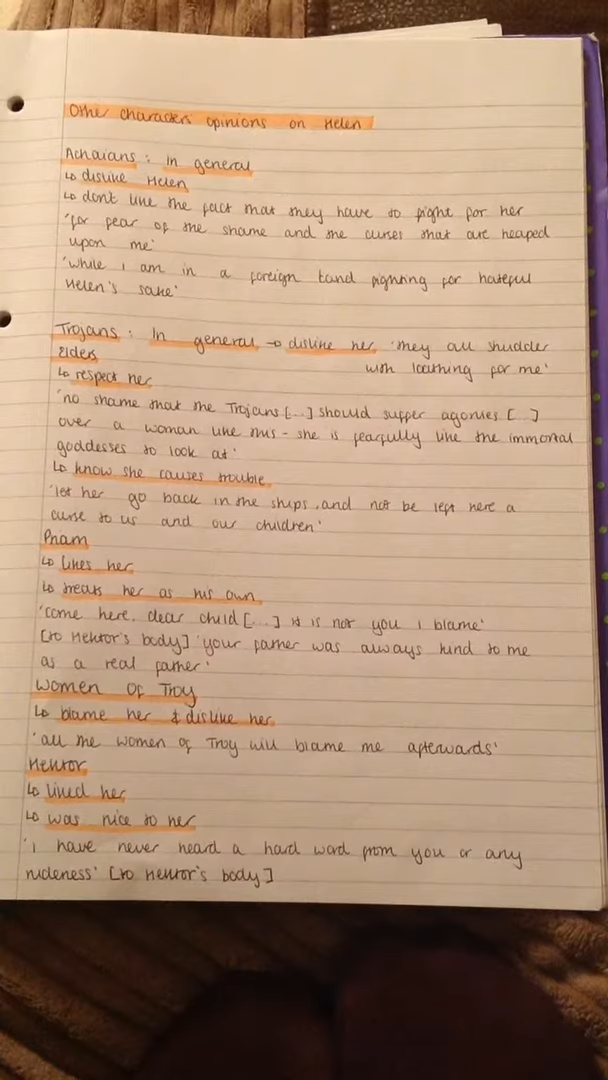 Other characters opinions on Helen
Achaians: In general
↳ dislike Helen
↳ don't like the fact that they have to fight for her
'for fear of the shame and the curses that are heaped
upon me'
'while I am in a foreign land fighting for hateful
Helen's sake'
Trojans: In general → dislike her 'they all shudder
with loathing for me'
Elders
↳ respect her
'no shame that the Trojans [...] should suffer agonies [ ]
over a woman like this - she is fearfully like the immortal
goddesses to look at'
↳ know she causes trouble
'let her go back in the ships, and not be left here a
curse to us and our children'
Priam
↳ likes her
↳ treats her as his own
'come here, dear child [...] it is not you I blame'
[to Hektor's body] 'your father was always kind to me
as a real father'
Women of Troy
↳ blame her & dislike her
'all the women of Troy will blame me afterwards'
Hektor
↳ liked her
↳ was nice to her
'I have never heard a hard word from you or any
rudeness' [to Hektor's body]